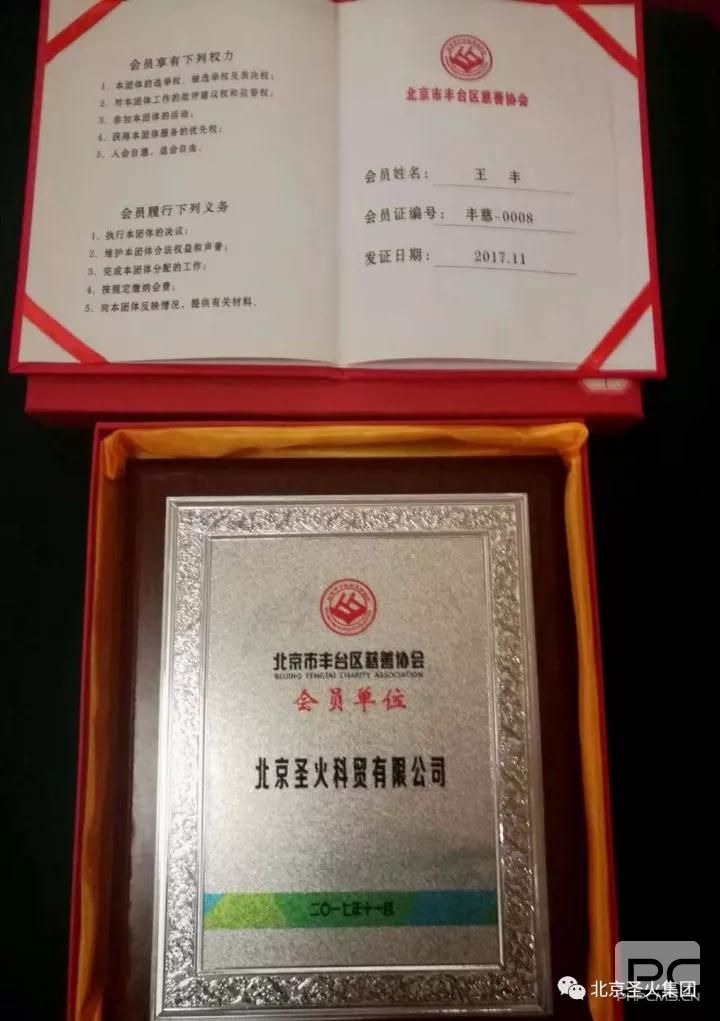 会员享有下列权力
1、本团体的选举权、被选举权及表决权；
2、对本团体工作的批评建议权和监督权；
3、参加本团体的活动；
4、获得本团体服务的优先权；
5、入会自愿、退会自由。
会员履行下列义务
1、执行本团体的决议；
2、维护本团体合法权益和声誉；
3、完成本团体分配的工作；
4、按规定缴纳会费；
5、向本团体反映情况，提供有关材料。
北京市丰台区慈善协会
会员姓名： 王 丰
会员证编号： 丰慈-0008
发证日期： 2017.11
北京市丰台区慈善协会
BEIJING FENGTAI CHARITY ASSOCIATION
会员单位
北京圣火科贸有限公司
二〇一七年十一月
PC
PHPCMS.CN
北京圣火集团